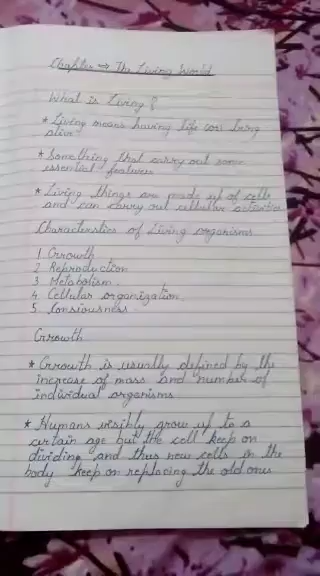 Chapter ⇒ The Living World
What is Living?
* Living means having life or being
alive
* Something that carry out some
essential features
* Living things are made up of cells
and can carry out cellular activities
Characteristics of Living organisms
1 Growth
2 Reproduction
3 Metabolism
4. Cellular organization
5. Consiousness
Growth
* Growth is usually defined by the
increase of mass and number of
individual organisms
* Humans visibly grow up to a
certain age but the cell keep on
dividing and thus new cells in the
body keep on replacing the old ones